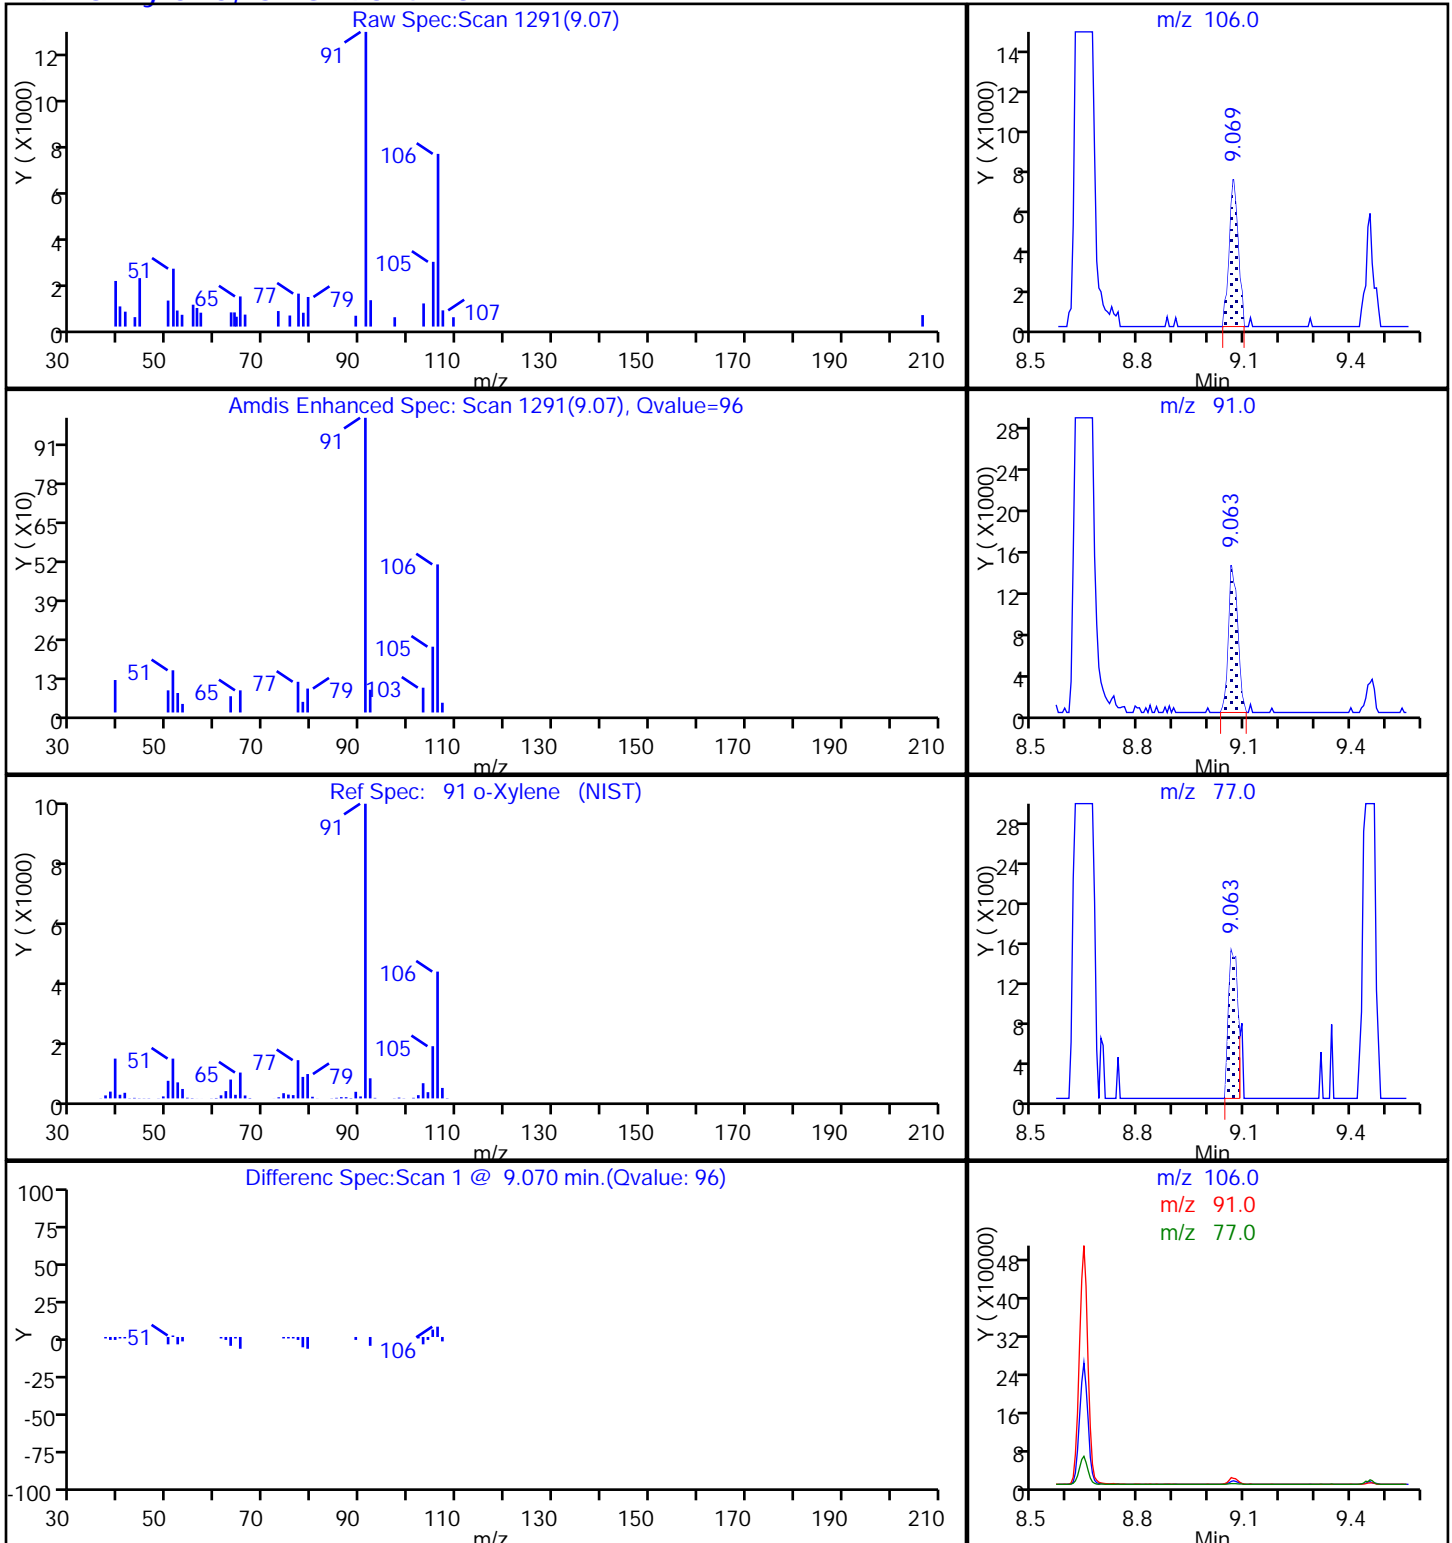 Raw Spec:Scan 1291(9.07)
Y ( X1000)
12
10
8
6
4
2
0
91
106
105
107
51
65
77
79
30 50 70 90 110 130 150 170 190 210
m/z
m/z 106.0
Y ( X1000)
14
12
10
8
6
4
2
0
9.069
8.5 8.8 9.1 9.4
Min
Amdis Enhanced Spec: Scan 1291(9.07), Qvalue=96
Y ( X10)
91
78
65
52
39
26
13
0
91
106
105
103
51
65
77
79
30 50 70 90 110 130 150 170 190 210
m/z
m/z 91.0
Y ( X1000)
28
24
20
16
12
8
4
0
9.063
8.5 8.8 9.1 9.4
Min
Ref Spec: 91 o-Xylene (NIST)
Y ( X1000)
10
8
6
4
2
0
91
106
105
51
65
77
79
30 50 70 90 110 130 150 170 190 210
m/z
m/z 77.0
Y ( X100)
28
24
20
16
12
8
4
0
9.063
8.5 8.8 9.1 9.4
Min
Differenc Spec:Scan 1 @ 9.070 min.(Qvalue: 96)
Y
100
75
50
25
0
-25
-50
-75
-100
51
106
30 50 70 90 110 130 150 170 190 210
m/z
m/z 106.0
m/z 91.0
m/z 77.0
Y ( X10000)
48
40
32
24
16
8
0
8.5 8.8 9.1 9.4
Min